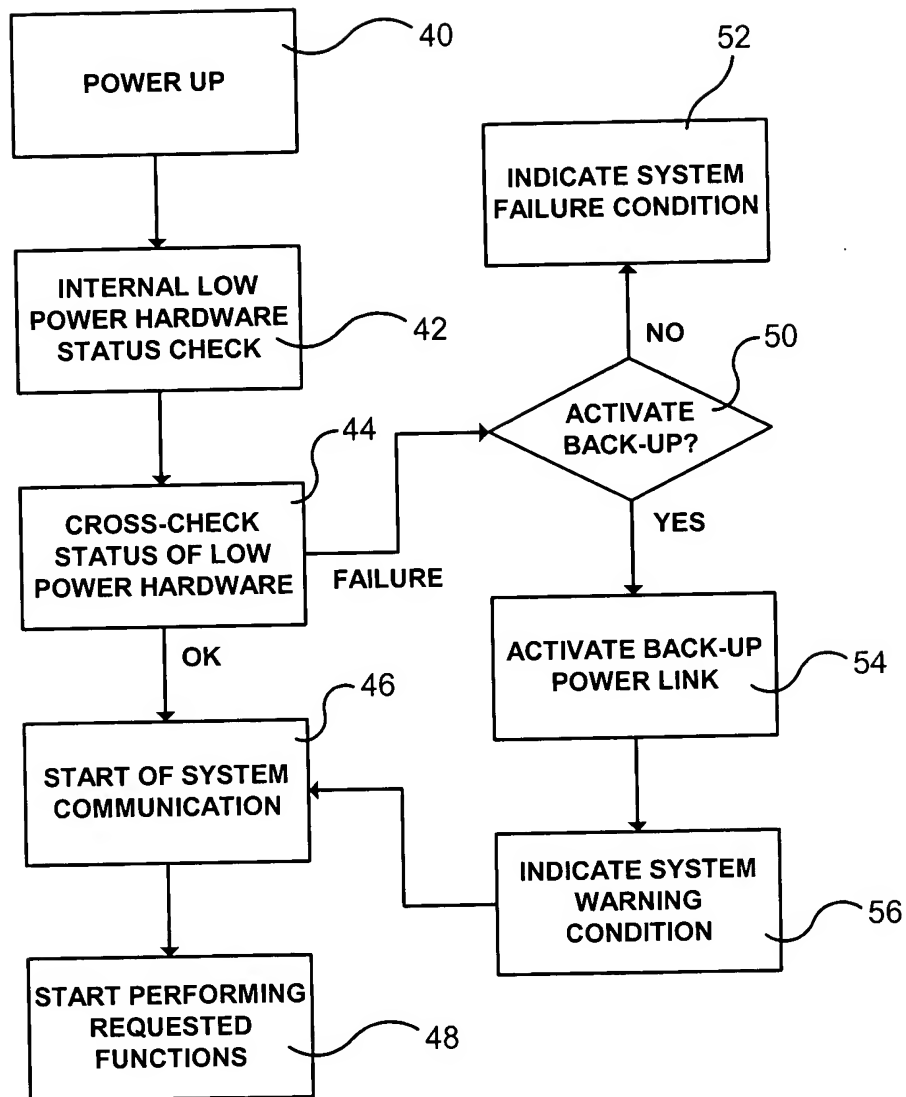 POWER UP
40
INTERNAL LOW
POWER HARDWARE
STATUS CHECK
42
CROSS-CHECK
STATUS OF LOW
POWER HARDWARE
44
FAILURE
OK
START OF SYSTEM
COMMUNICATION
46
START PERFORMING
REQUESTED
FUNCTIONS
48
52
INDICATE SYSTEM
FAILURE CONDITION
NO
50
ACTIVATE
BACK-UP?
YES
ACTIVATE BACK-UP
POWER LINK
54
INDICATE SYSTEM
WARNING
CONDITION
56